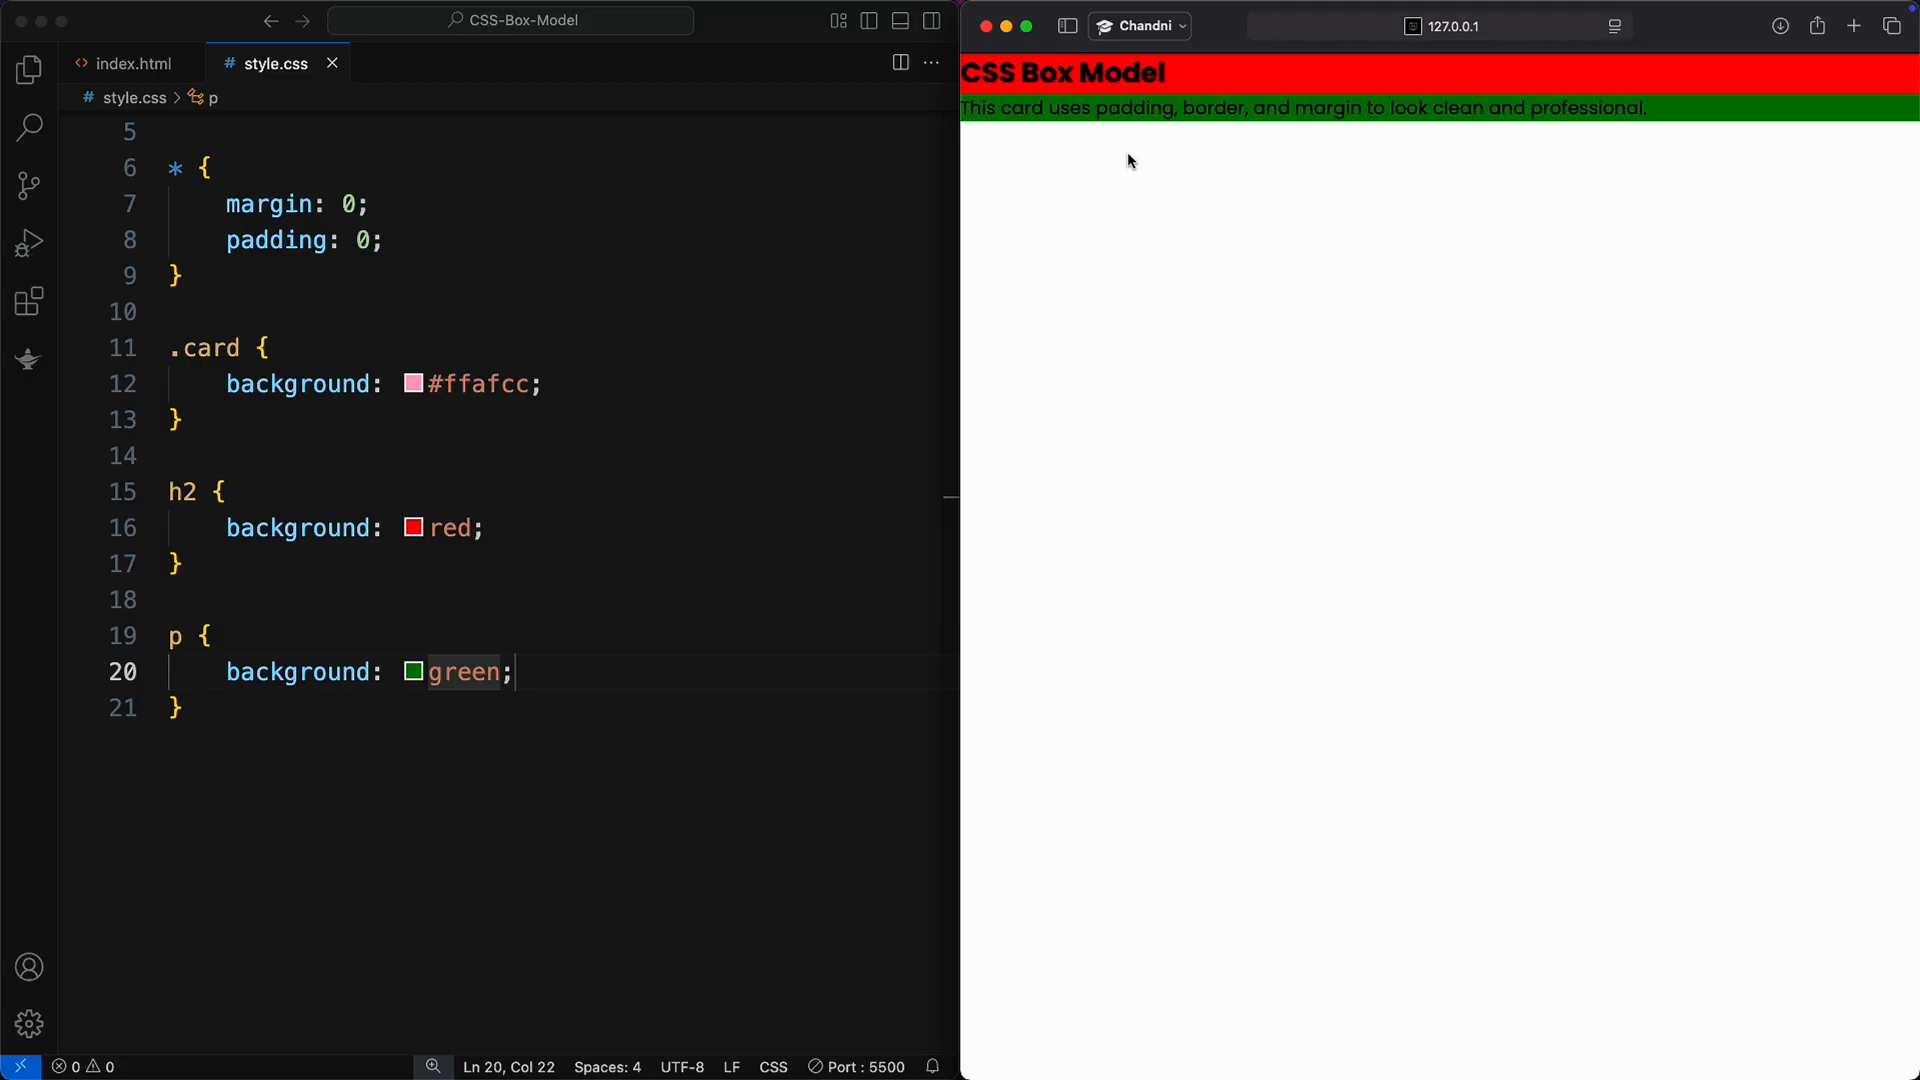 CSS-Box-Model
index.html
# style.css
# style.css > p
5
6 * {
7 margin: 0;
8 padding: 0;
9 }
10
11 .card {
12 background: #ffafcc;
13 }
14
15 h2 {
16 background: red;
17 }
18
19 p {
20 background: green;
21 }
0 0 Ln 20, Col 22 Spaces: 4 UTF-8 LF CSS Port : 5500
Chandni 127.0.0.1
CSS Box Model
This card uses padding, border, and margin to look clean and professional.